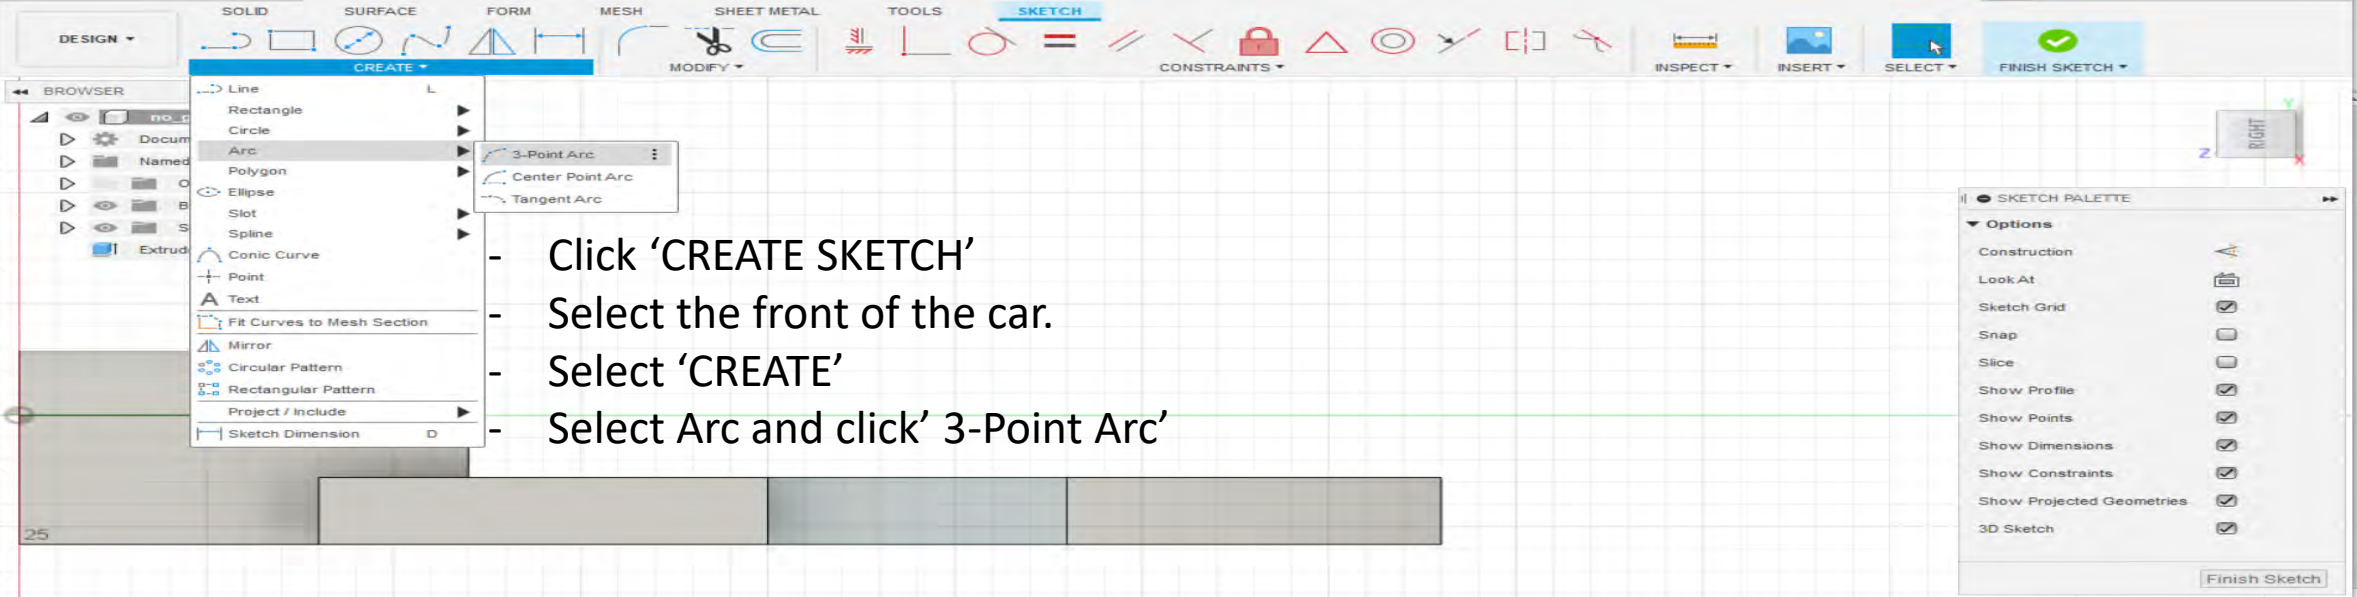 SOLID SURFACE FORM MESH SHEET METAL TOOLS SKETCH
DESIGN
CREATE MODIFY CONSTRAINTS INSPECT INSERT SELECT FINISH SKETCH
BROWSER
no_p
Docum
Named
O
B
S
Extrud
Line L
Rectangle
Circle
Arc
Polygon
Ellipse
Slot
Spline
Conic Curve
Point
Text
Fit Curves to Mesh Section
Mirror
Circular Pattern
Rectangular Pattern
Project / Include
Sketch Dimension D
3-Point Arc
Center Point Arc
Tangent Arc
- Click ‘CREATE SKETCH’
- Select the front of the car.
- Select ‘CREATE’
- Select Arc and click’ 3-Point Arc’
25
Y
RIGHT
Z
X
SKETCH PALETTE
Options
Construction
Look At
Sketch Grid
Snap
Slice
Show Profile
Show Points
Show Dimensions
Show Constraints
Show Projected Geometries
3D Sketch
Finish Sketch